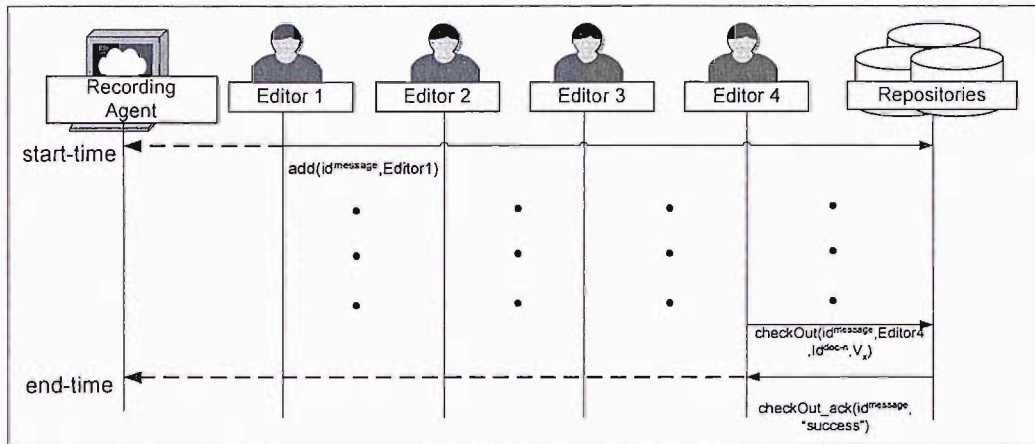 Recording
Agent
Editor 1
Editor 2
Editor 3
Editor 4
Repositories
start-time
add(id^message,Editor1)
checkOut(id^message,Editor4
,Id^doc-n,Vₓ)
end-time
checkOut_ack(id^message,
"success")